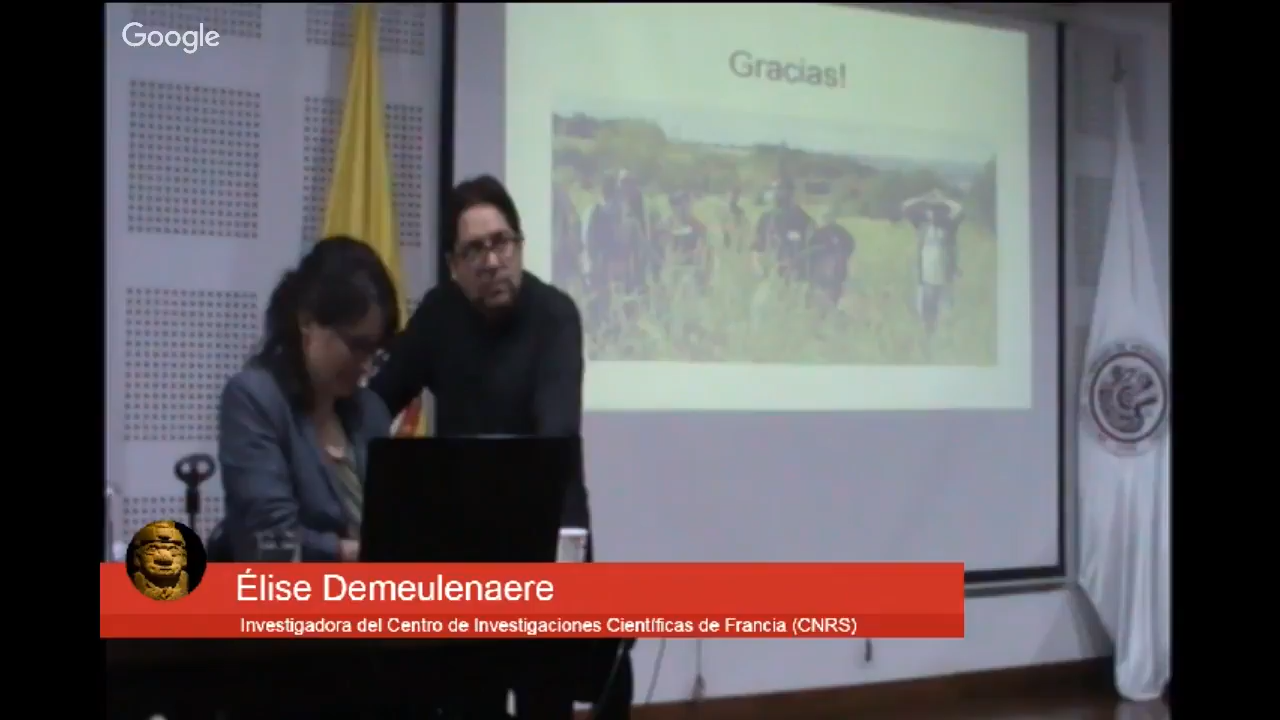 Google
Gracias!
Élise Demeulenaere
Investigadora del Centro de Investigaciones Científicas de Francia (CNRS)